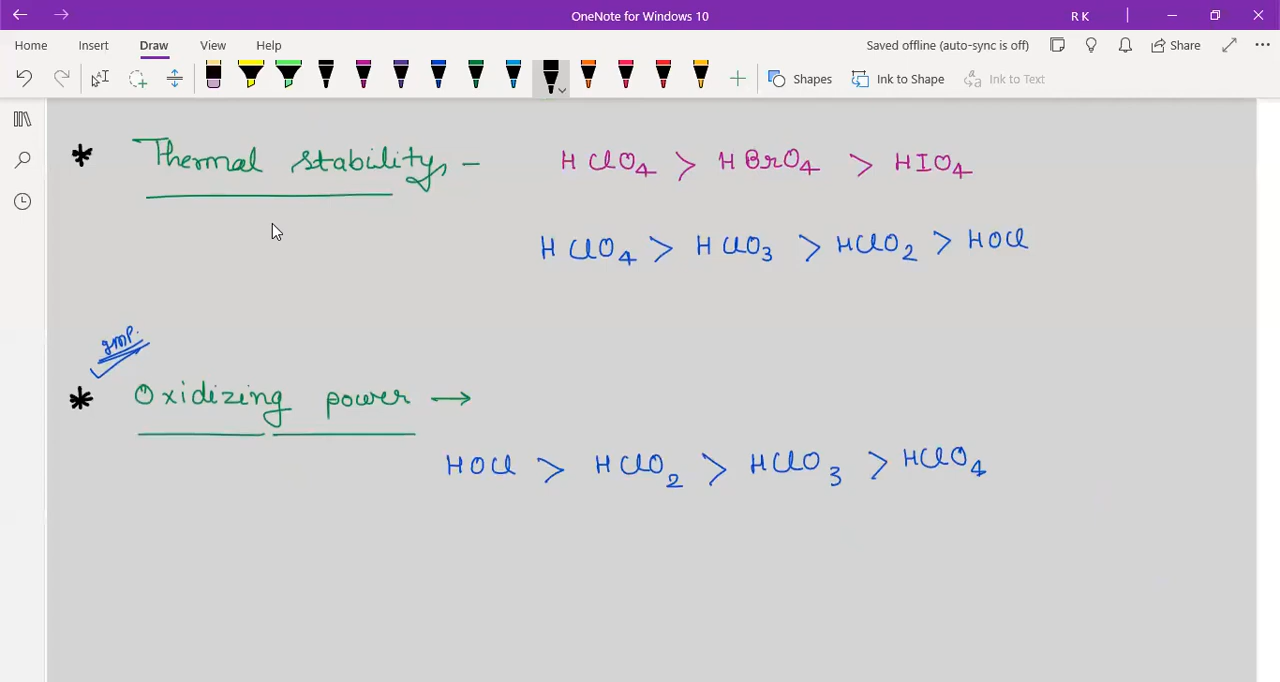 OneNote for Windows 10
R K
Home Insert Draw View Help
Saved offline (auto-sync is off)
Share
Shapes
Ink to Shape
Ink to Text
* Thermal stability, - HClO4 > HBrO4 > HIO4
HClO4 > HClO3 > HClO2 > HOCl
Imp.
* Oxidizing power →
HOCl > HClO2 > HClO3 > HClO4